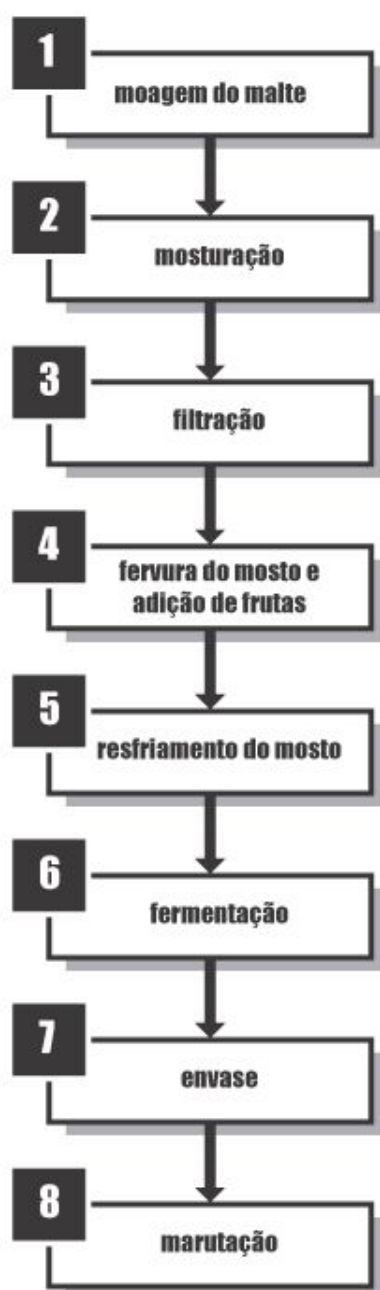 1
moagem do malte
2
mosturação
3
filtração
4
fervura do mosto e
adição de frutas
5
resfriamento do mosto
6
fermentação
7
envase
8
marutação